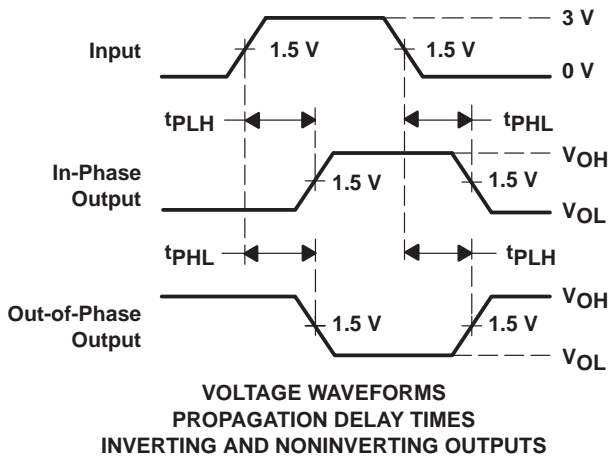 3 V
Input
1.5 V
1.5 V
0 V
tPLH
tPHL
VOH
In-Phase
Output
1.5 V
1.5 V
VOL
tPHL
tPLH
VOH
Out-of-Phase
Output
1.5 V
1.5 V
VOL
VOLTAGE WAVEFORMS
PROPAGATION DELAY TIMES
INVERTING AND NONINVERTING OUTPUTS